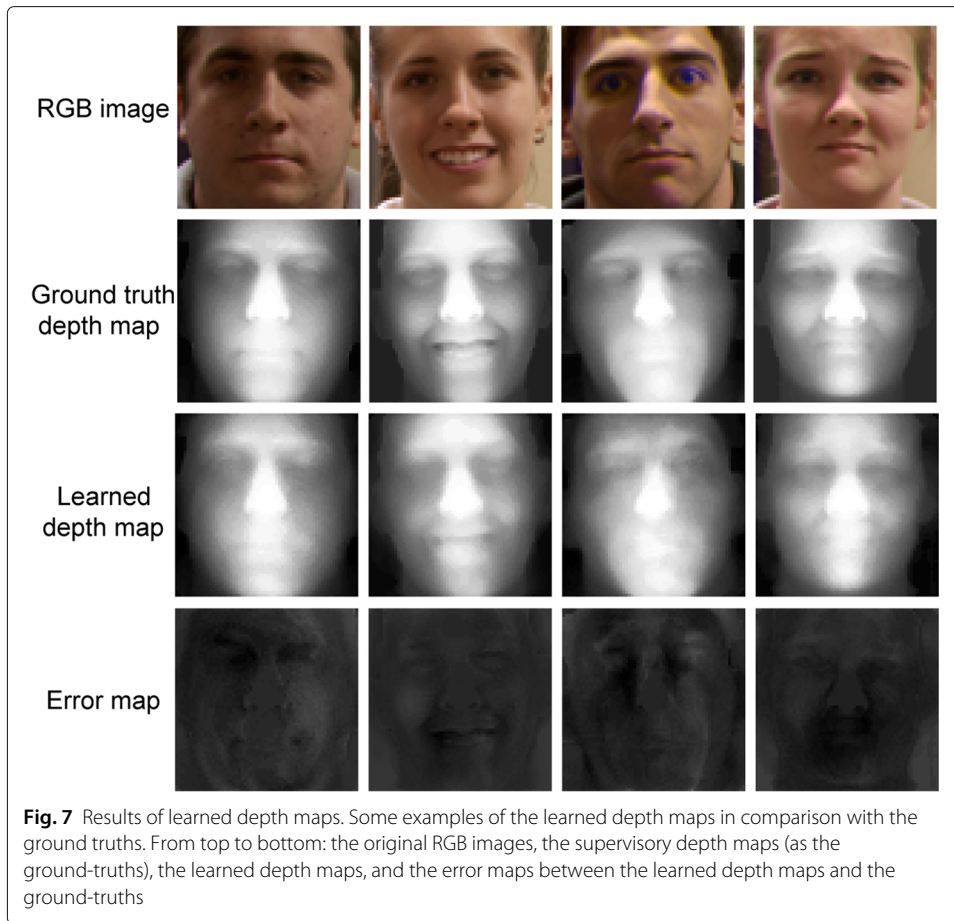 RGB image
Ground truth
depth map
Learned
depth map
Error map
Fig. 7 Results of learned depth maps. Some examples of the learned depth maps in comparison with the
ground truths. From top to bottom: the original RGB images, the supervisory depth maps (as the
ground-truths), the learned depth maps, and the error maps between the learned depth maps and the
ground-truths